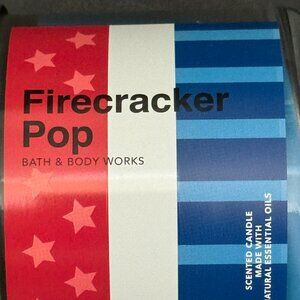 Firecracker
Pop
BATH & BODY WORKS
SCENTED CANDLE
MADE WITH
NATURAL ESSENTIAL OILS